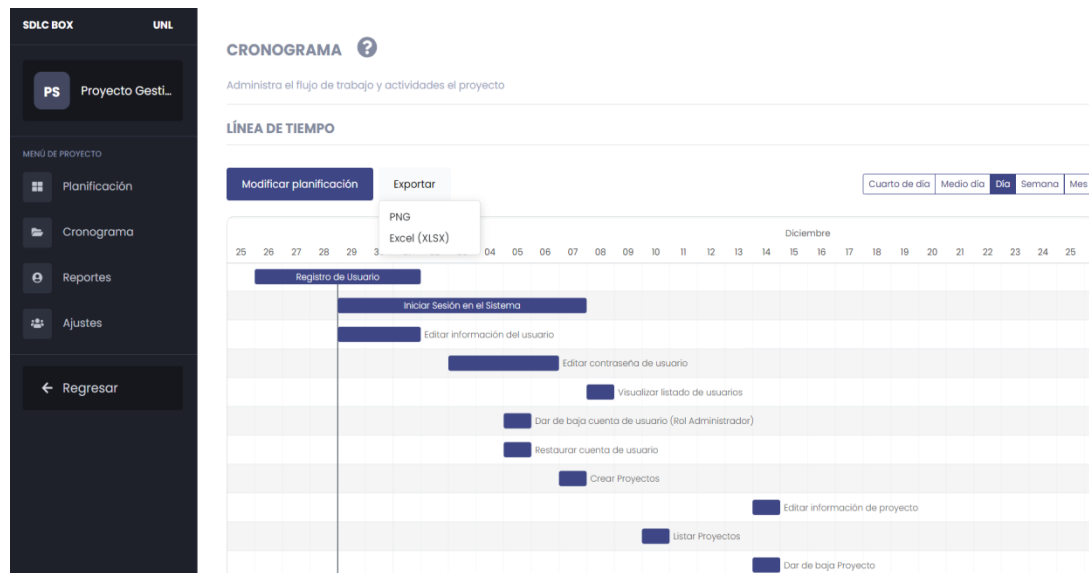 SDLC BOX UNL
PS Proyecto Gesti...
MENÚ DE PROYECTO
Planificación
Cronograma
Reportes
Ajustes
Regresar
CRONOGRAMA ?
Administra el flujo de trabajo y actividades el proyecto
LÍNEA DE TIEMPO
Modificar planificación Exportar Cuarto de día Medio día Día Semana Mes
PNG
Excel (XLSX)
Diciembre
25 26 27 28 29 04 05 06 07 08 09 10 11 12 13 14 15 16 17 18 19 20 21 22 23 24 25
Registro de Usuario
Iniciar Sesión en el Sistema
Editar información del usuario
Editar contraseña de usuario
Visualizar listado de usuarios
Dar de baja cuenta de usuario (Rol Administrador)
Restaurar cuenta de usuario
Crear Proyectos
Editar información de proyecto
Listar Proyectos
Dar de baja Proyecto